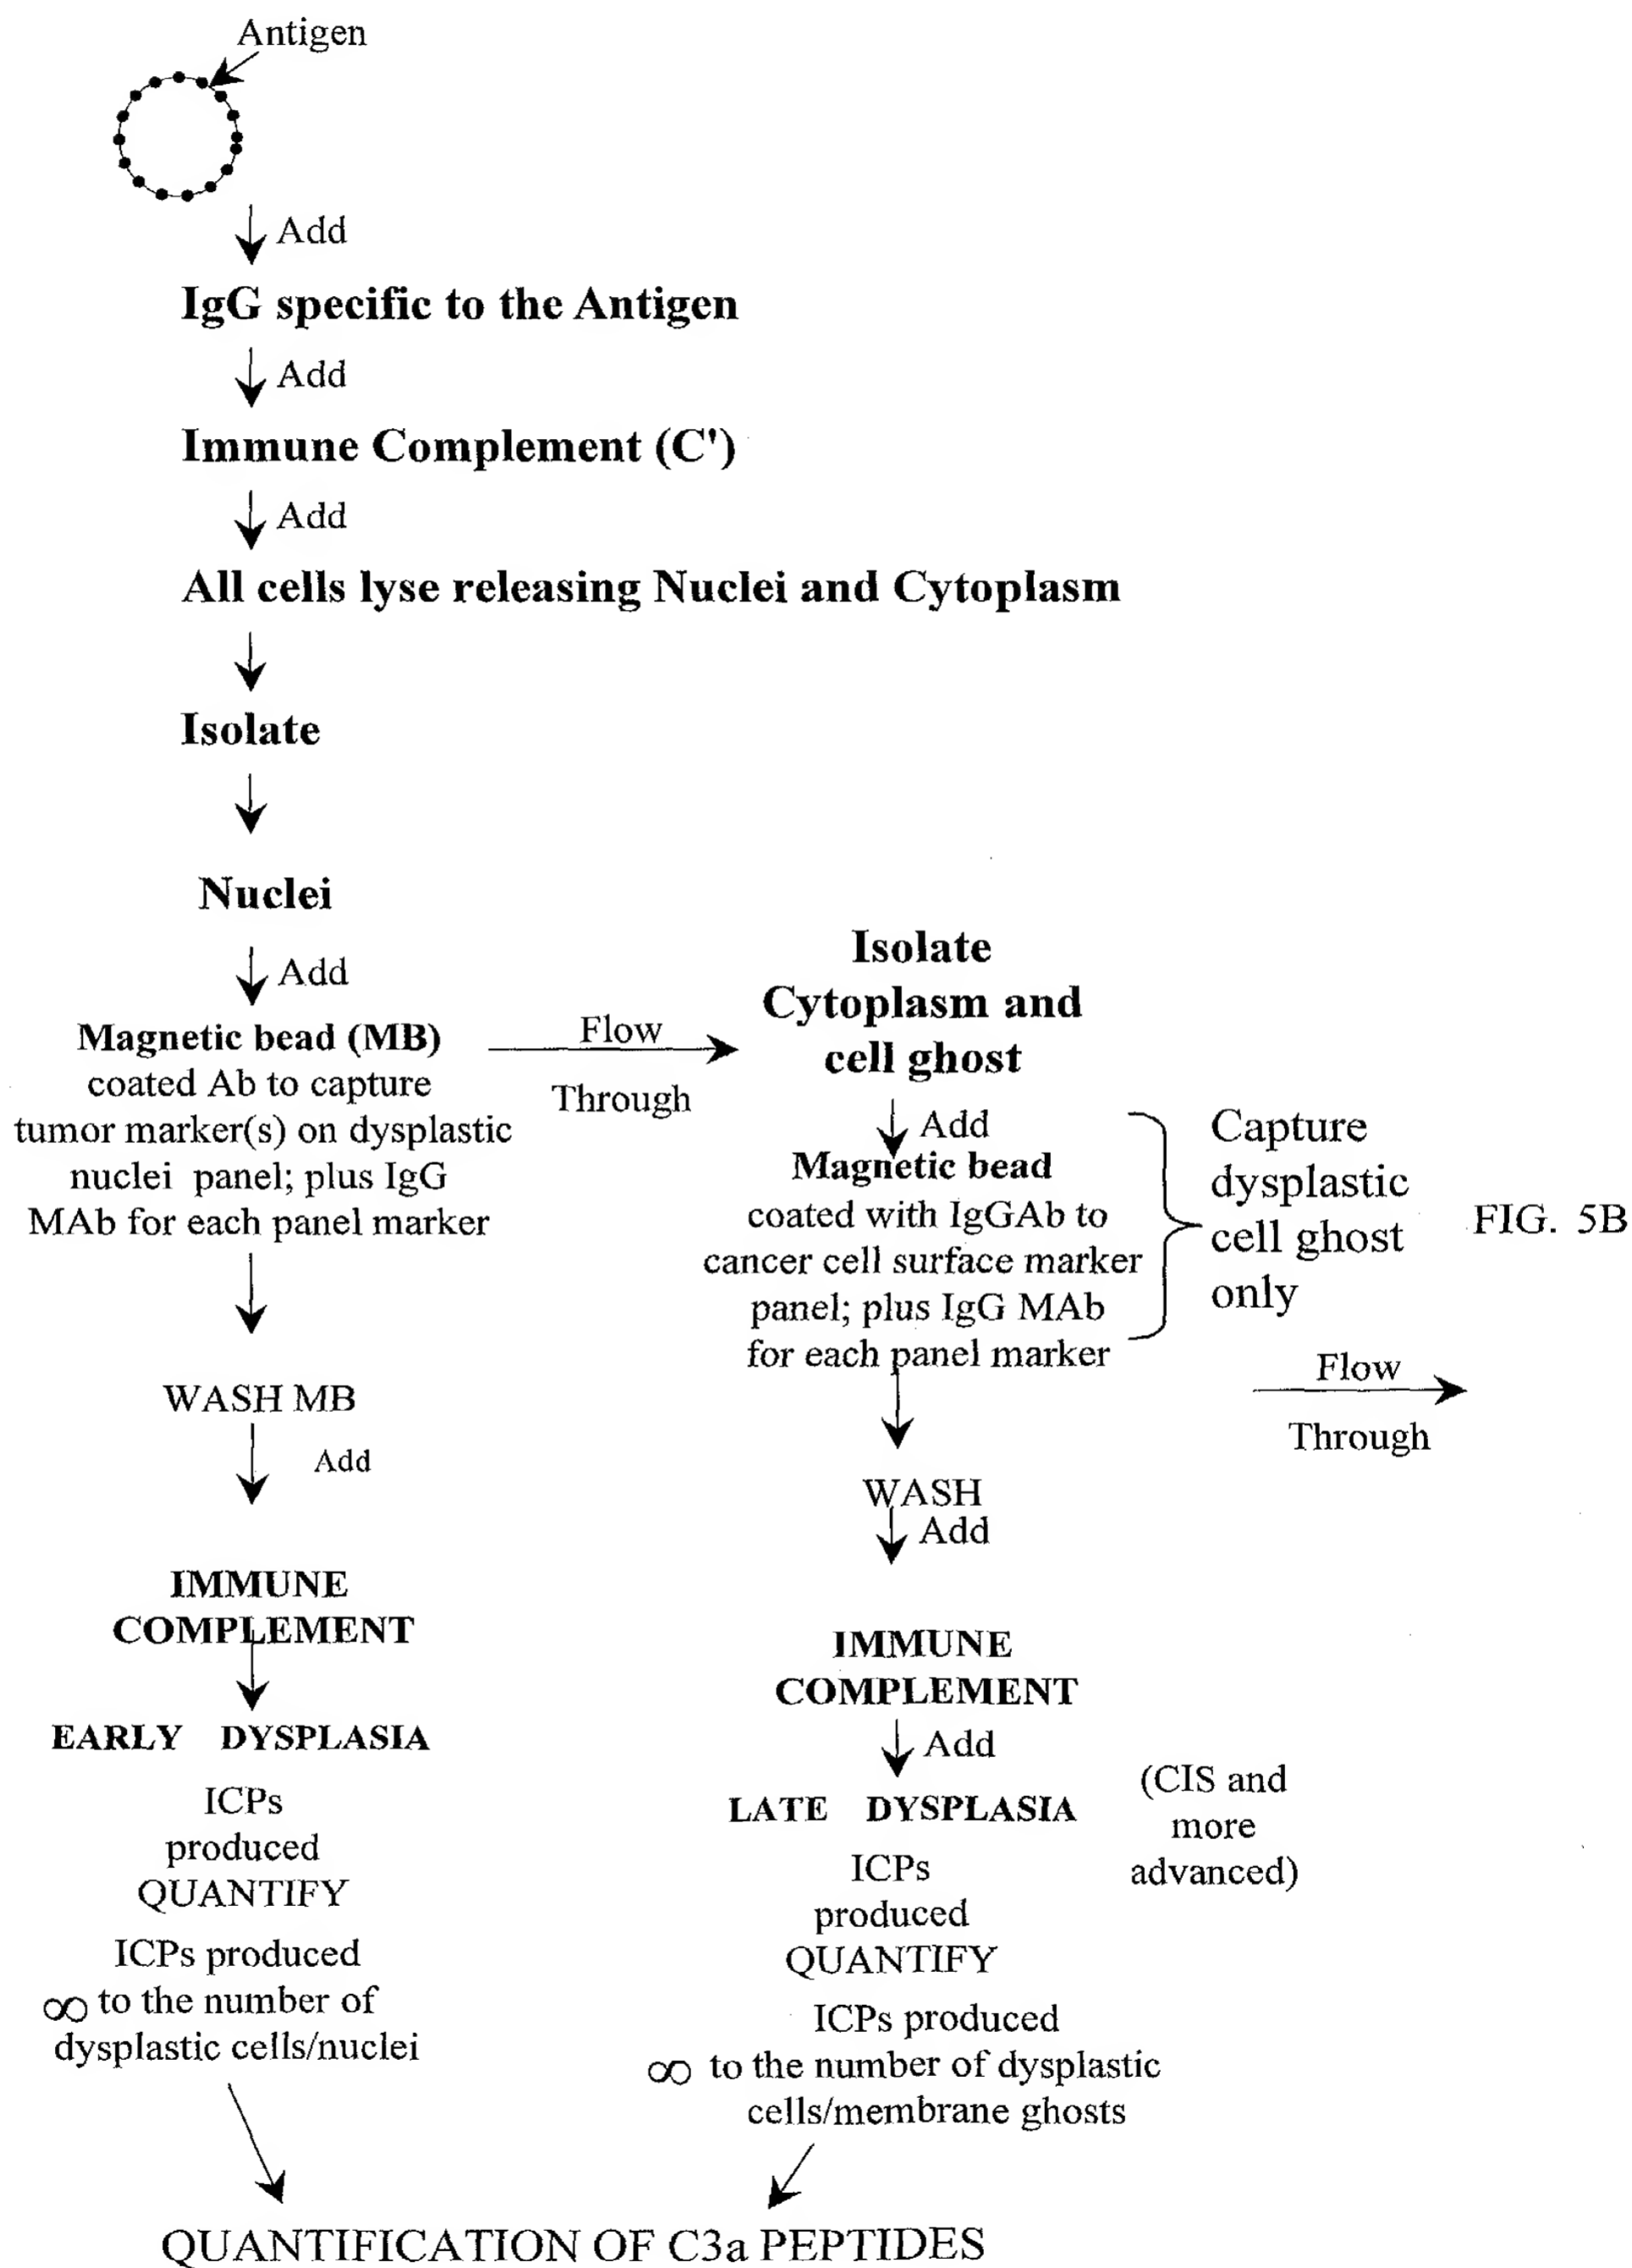 Antigen
Add
IgG specific to the Antigen
Add
Immune Complement (C')
Add
All cells lyse releasing Nuclei and Cytoplasm
Isolate
Nuclei
Add
Magnetic bead (MB)
coated Ab to capture
tumor marker(s) on dysplastic
nuclei panel; plus IgG
MAb for each panel marker
Flow
Through
Isolate
Cytoplasm and
cell ghost
Add
Magnetic bead
coated with IgGAb to
cancer cell surface marker
panel; plus IgG MAb
for each panel marker
Capture
dysplastic
cell ghost
only
FIG. 5B
Flow
Through
WASH MB
Add
IMMUNE
COMPLEMENT
EARLY DYSPLASIA
ICPs
produced
QUANTIFY
ICPs produced
∞ to the number of
dysplastic cells/nuclei
WASH
Add
IMMUNE
COMPLEMENT
Add
LATE DYSPLASIA
(CIS and
more
advanced)
ICPs
produced
QUANTIFY
ICPs produced
∞ to the number of dysplastic
cells/membrane ghosts
QUANTIFICATION OF C3a PEPTIDES